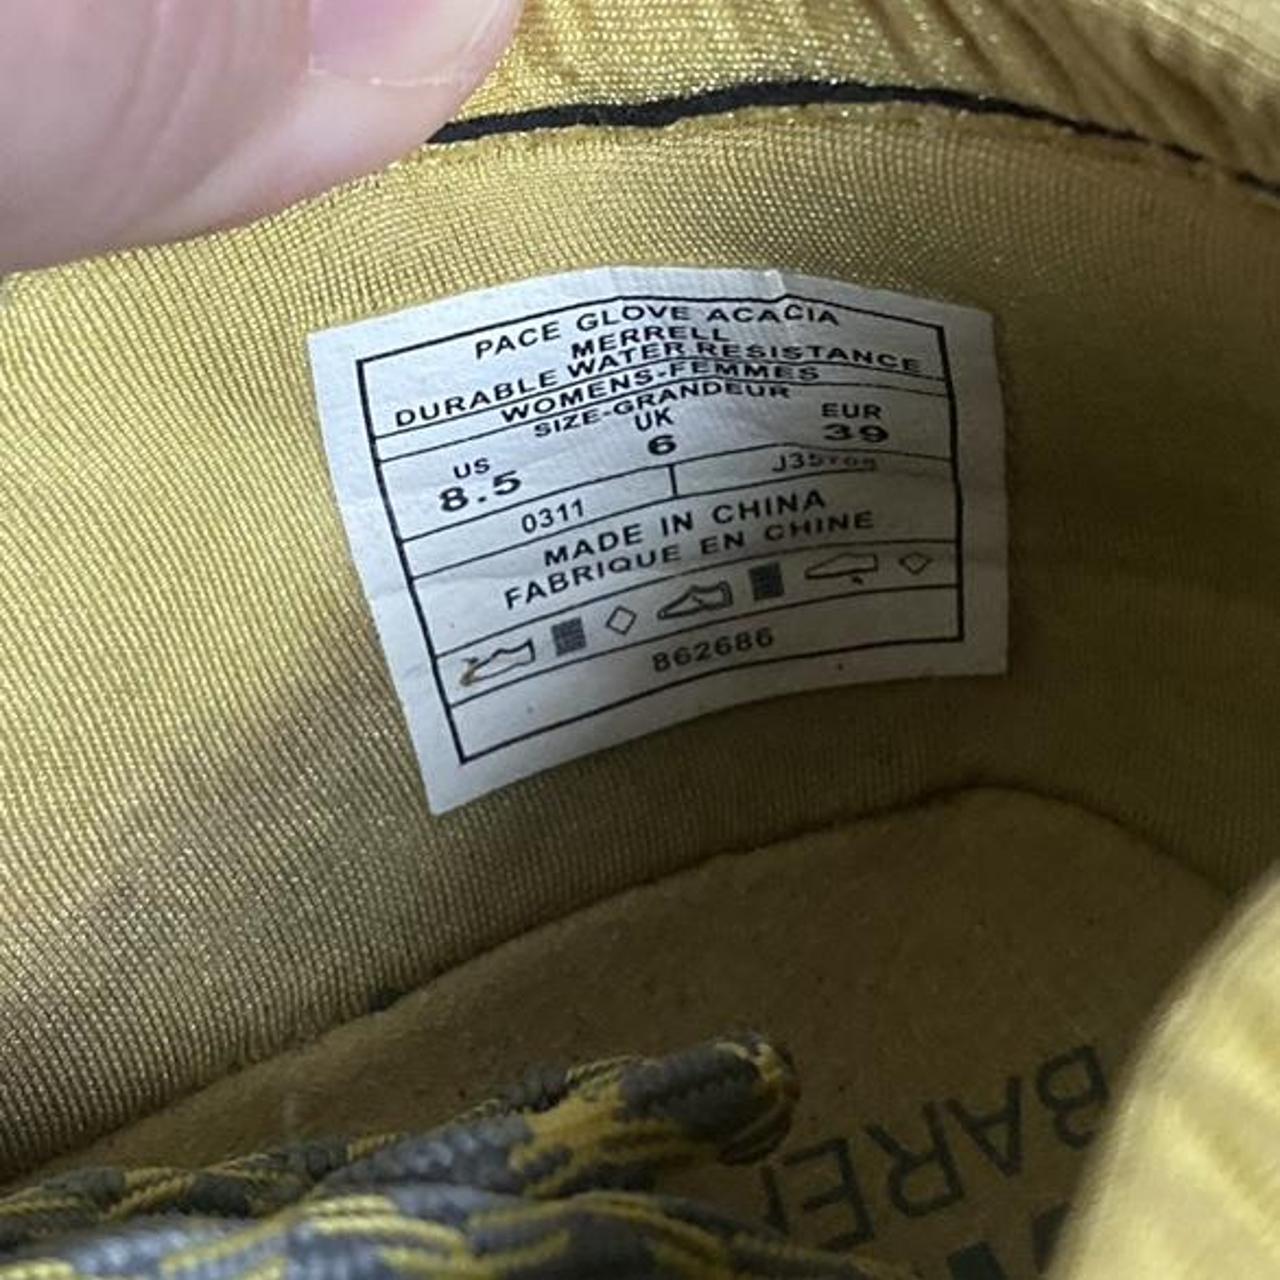 PACE GLOVE ACACIA
MERRELL
DURABLE WATER RESISTANCE
WOMENS-FEMMES
SIZE-GRANDEUR
US UK EUR
8.5 6 39
0311
MADE IN CHINA
FABRIQUE EN CHINE
862686